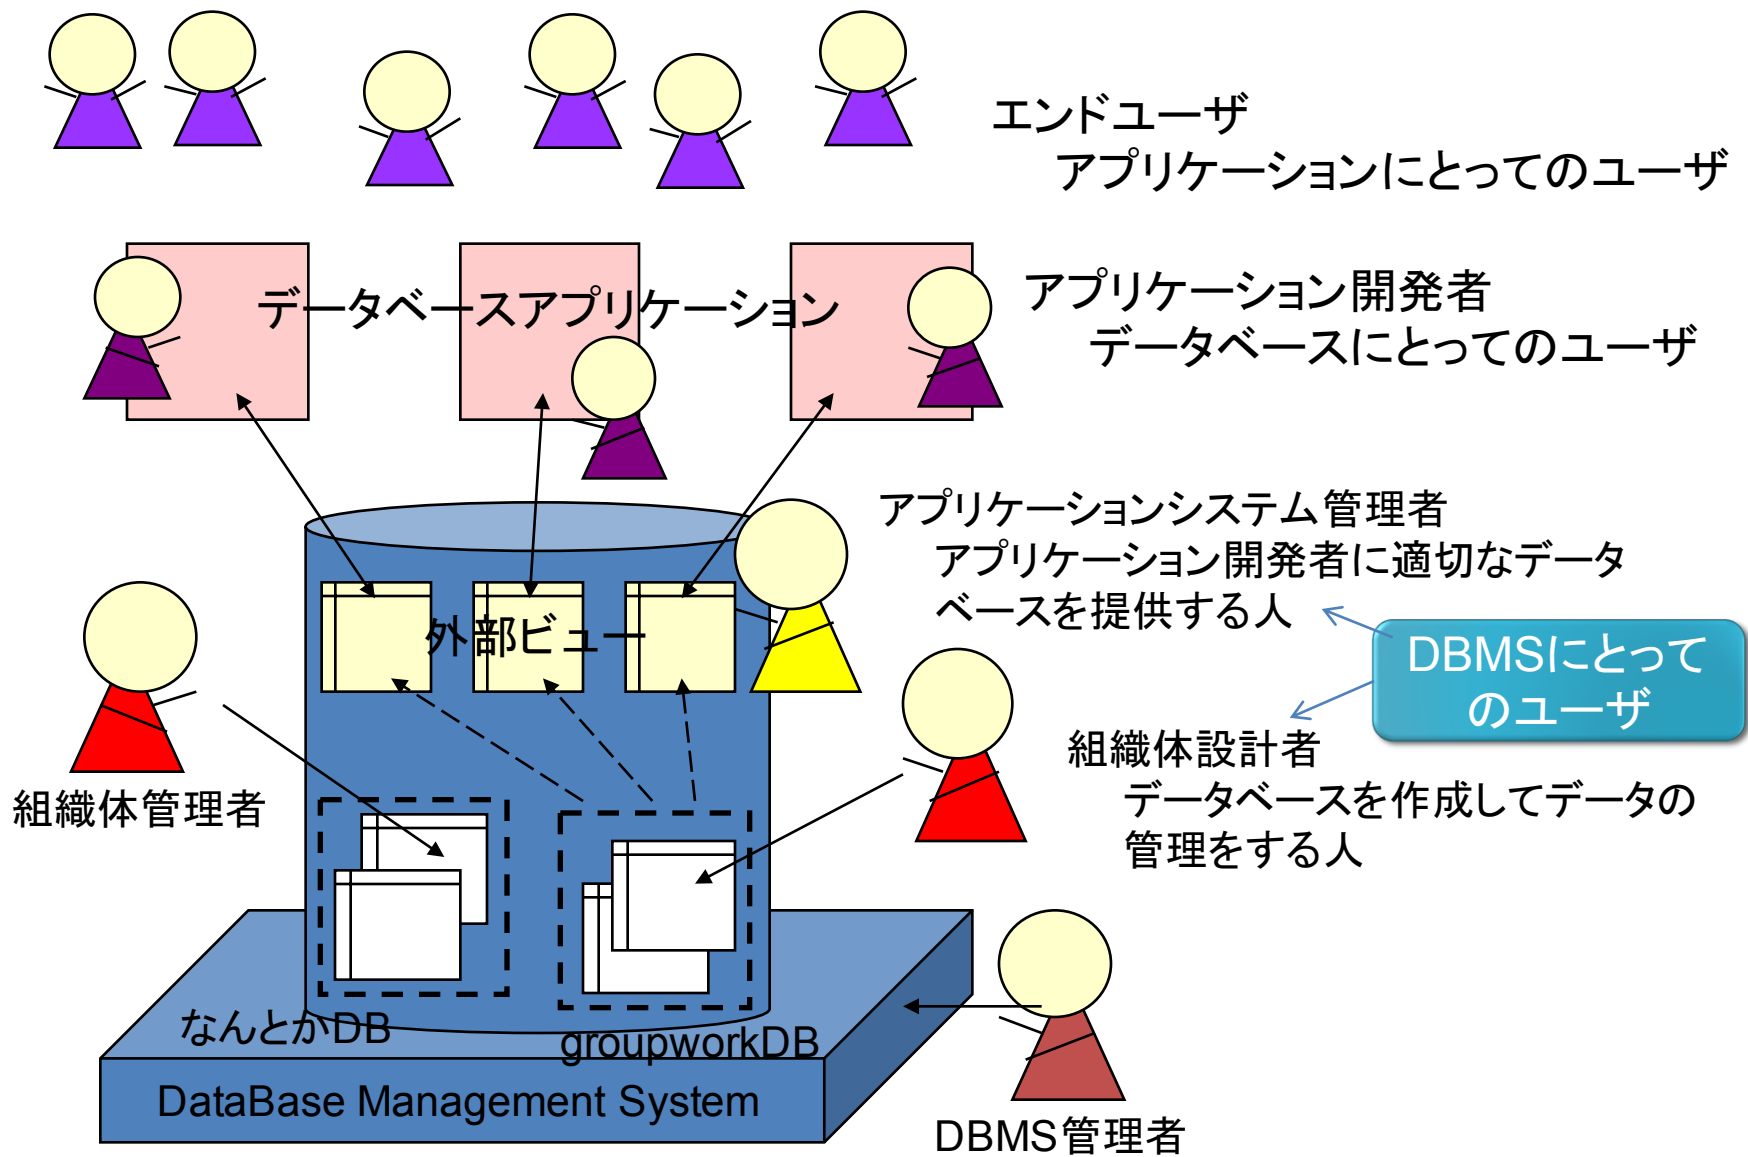 エンドユーザ
アプリケーションにとってのユーザ
データベースアプリケーション
アプリケーション開発者
データベースにとってのユーザ
アプリケーションシステム管理者
アプリケーション開発者に適切なデータ
ベースを提供する人
外部ビュー
DBMSにとって
のユーザ
組織体設計者
データベースを作成してデータの
管理をする人
組織体管理者
なんとかDB
groupworkDB
DataBase Management System
DBMS管理者